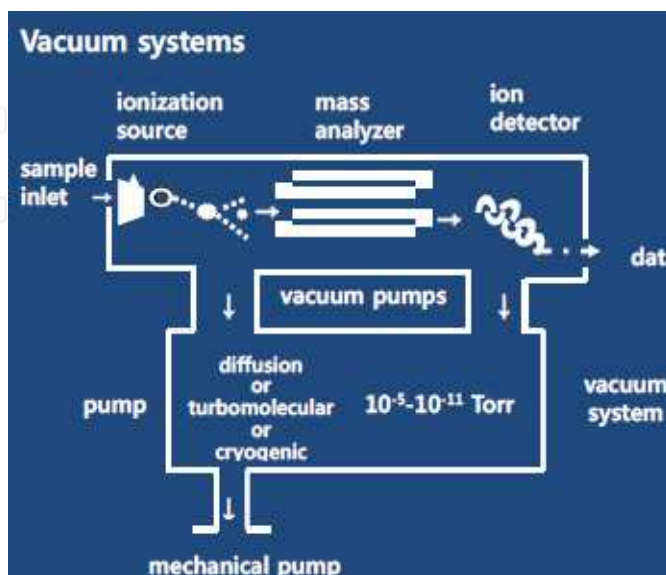 Vacuum systems
ionization
source
mass
analyzer
ion
detector
sample
inlet
dat
vacuum pumps
pump
diffusion
or
turbomolecular
or
cryogenic
10⁻⁵-10⁻¹¹ Torr
vacuum
system
mechanical pump